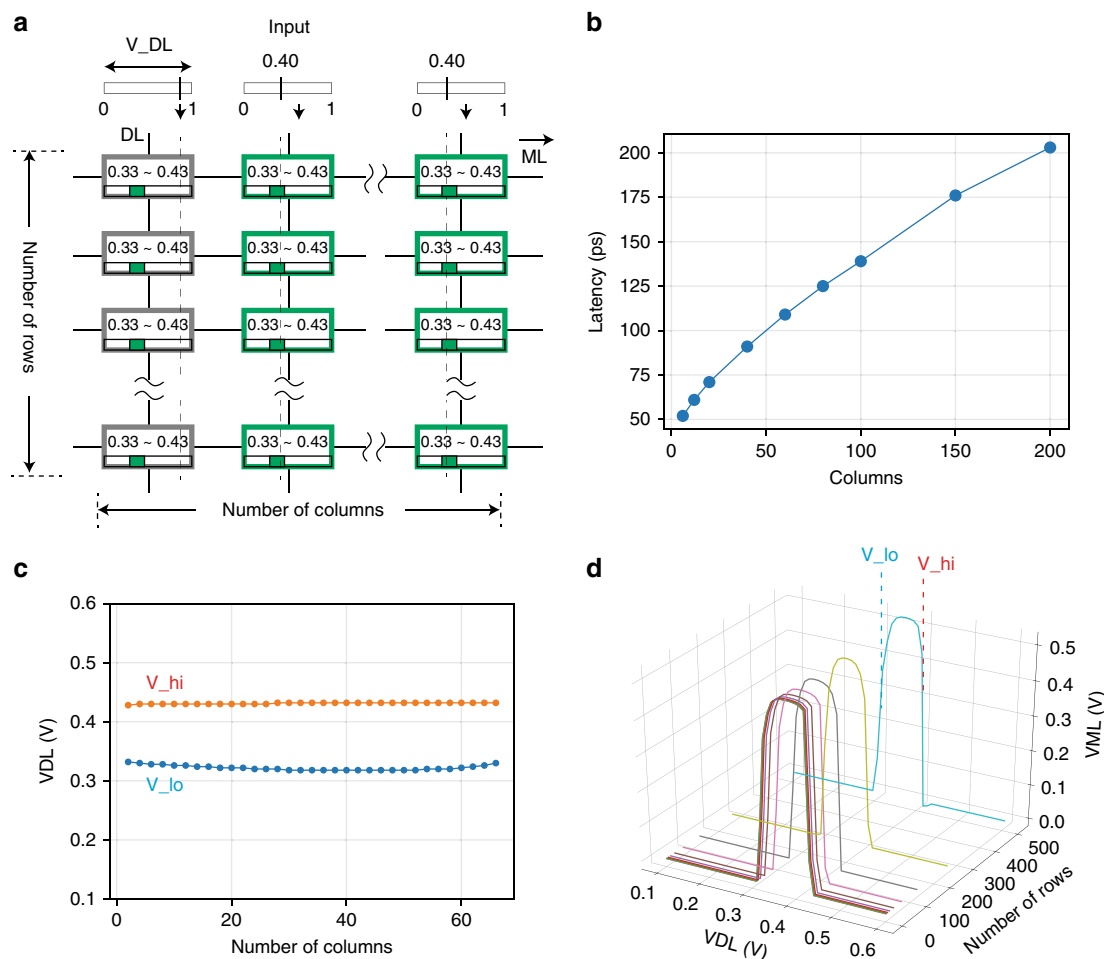 a
V_DL
Input
0.40
0.40
0 1
0 1
0 1
DL
ML
0.33 ~ 0.43 0.33 ~ 0.43 0.33 ~ 0.43
0.33 ~ 0.43 0.33 ~ 0.43 0.33 ~ 0.43
0.33 ~ 0.43 0.33 ~ 0.43 0.33 ~ 0.43
0.33 ~ 0.43 0.33 ~ 0.43 0.33 ~ 0.43
Number of rows
Number of columns
b
Latency (ps)
200
175
150
125
100
75
50
0 50 100 150 200
Columns
c
VDL (V)
0.6
0.5
0.4
0.3
0.2
0.1
V_hi
V_lo
0 20 40 60
Number of columns
d
V_lo
V_hi
0.5
0.4
0.3
0.2
0.1
0.0
VML (V)
500
400
300
200
100
0
Number of rows
0.1 0.2 0.3 0.4 0.5 0.6
VDL (V)